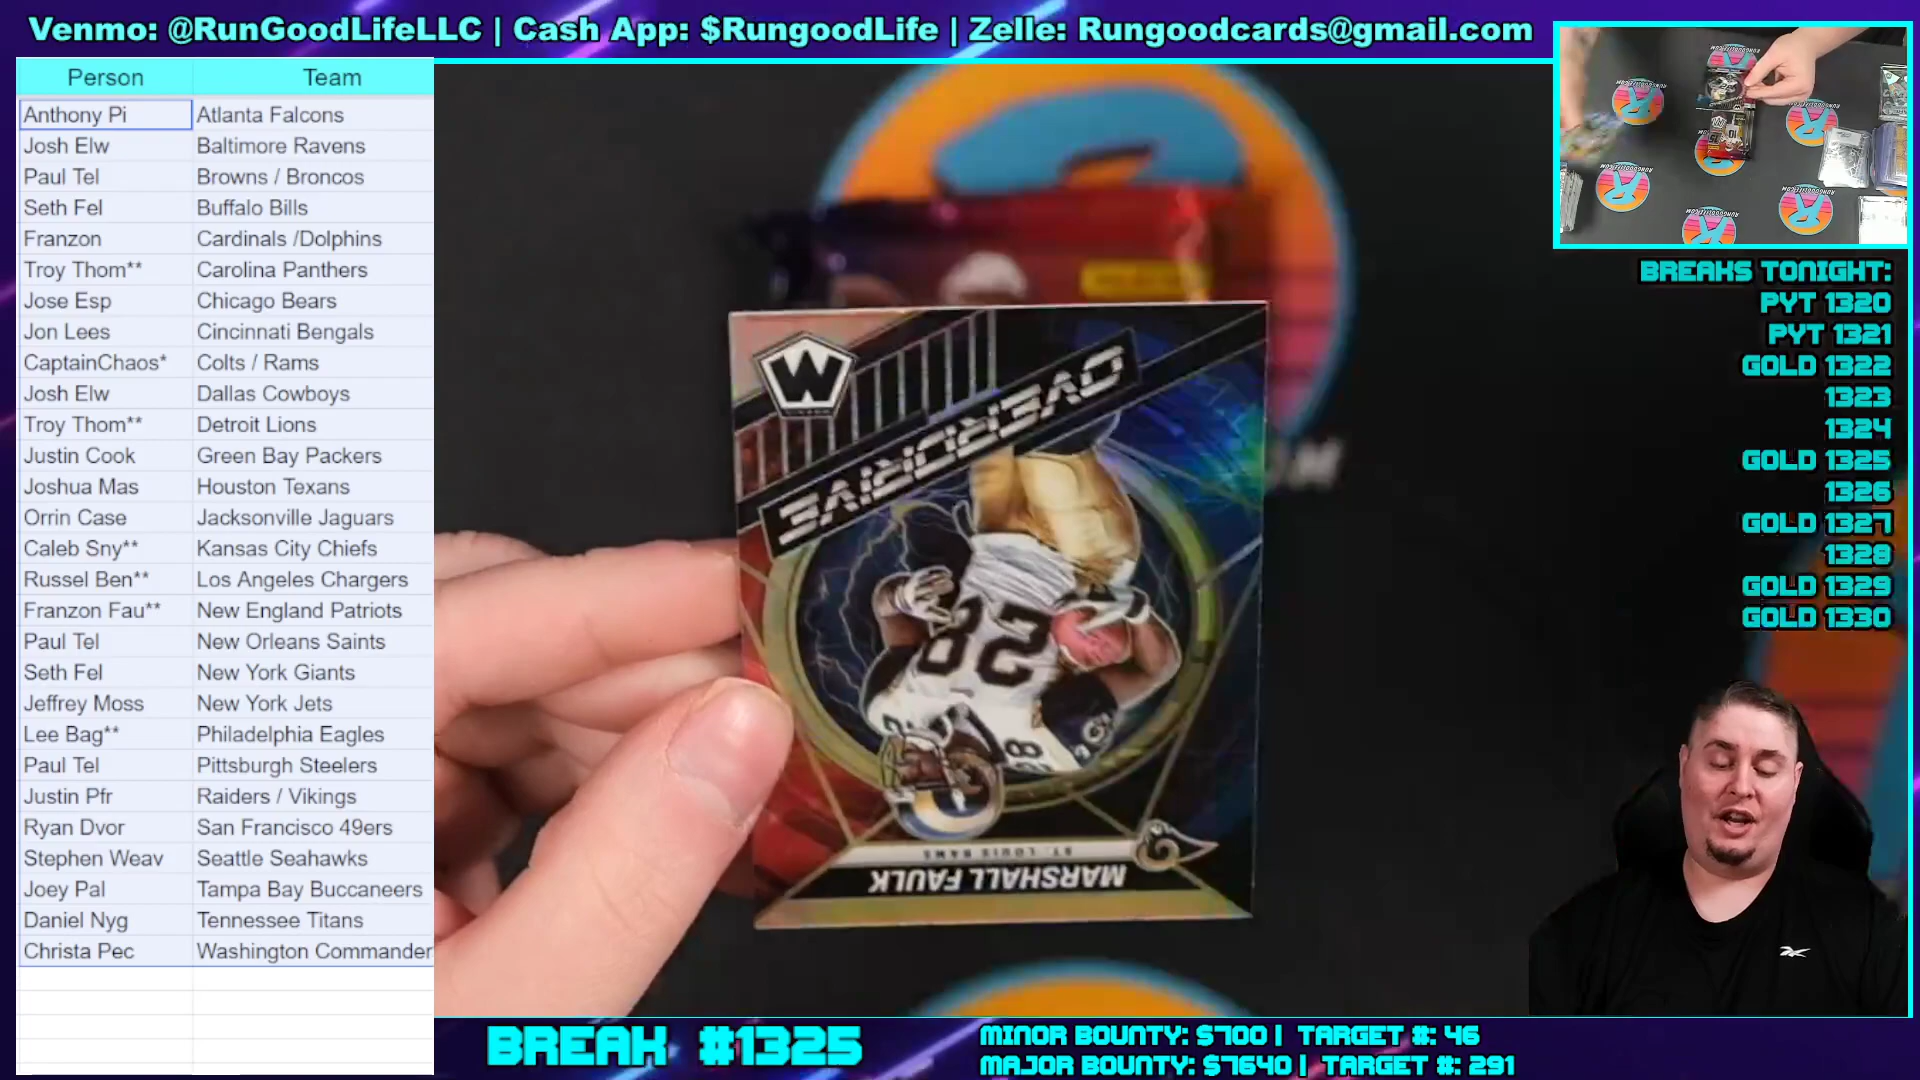 Venmo: @RunGoodLifeLLC | Cash App: $RungoodLife | Zelle: Rungoodcards@gmail.com
Person Team
Anthony Pi Atlanta Falcons
Josh Elw Baltimore Ravens
Paul Tel Browns / Broncos
Seth Fel Buffalo Bills
Franzon Cardinals /Dolphins
Troy Thom** Carolina Panthers
Jose Esp Chicago Bears
Jon Lees Cincinnati Bengals
CaptainChaos* Colts / Rams
Josh Elw Dallas Cowboys
Troy Thom** Detroit Lions
Justin Cook Green Bay Packers
Joshua Mas Houston Texans
Orrin Case Jacksonville Jaguars
Caleb Sny** Kansas City Chiefs
Russel Ben** Los Angeles Chargers
Franzon Fau** New England Patriots
Paul Tel New Orleans Saints
Seth Fel New York Giants
Jeffrey Moss New York Jets
Lee Bag** Philadelphia Eagles
Paul Tel Pittsburgh Steelers
Justin Pfr Raiders / Vikings
Ryan Dvor San Francisco 49ers
Stephen Weav Seattle Seahawks
Joey Pal Tampa Bay Buccaneers
Daniel Nyg Tennessee Titans
Christa Pec Washington Commander
W
OVERDRIVE
28
28
ST. LOUIS RAMS
MARSHALL FAULK
BREAKS TONIGHT:
PYT 1320
PYT 1321
GOLD 1322
1323
1324
GOLD 1325
1326
GOLD 1327
1328
GOLD 1329
GOLD 1330
BREAK #1325
MINOR BOUNTY: $700 | TARGET #: 46
MAJOR BOUNTY: $7640 | TARGET #: 291